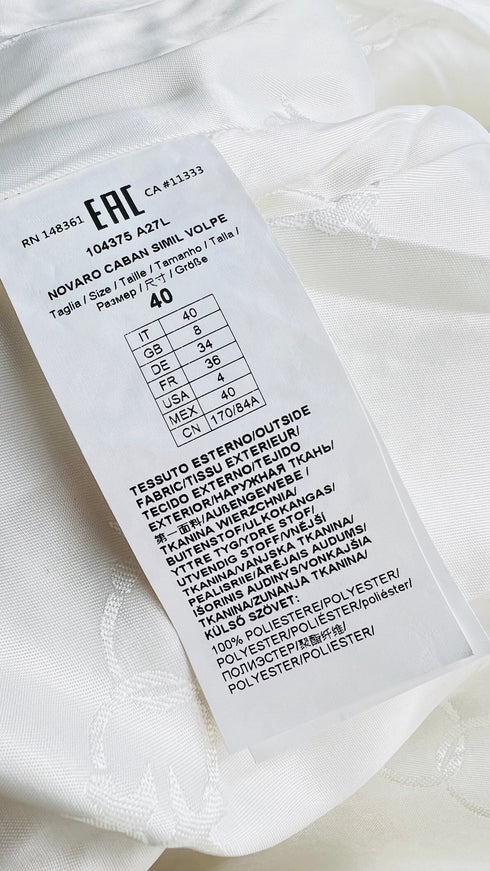 RN 148361 EAC CA #11333
104375 A27L
NOVARO CABAN SIMIL VOLPE
Taglia / Size / Taille / Tamanho / Talla /
Размер / 尺寸 / Größe
40
IT 40
GB 8
DE 34
FR 36
USA 4
MEX 40
CN 170/84A
TESSUTO ESTERNO/OUTSIDE
FABRIC/TISSU EXTERIEUR/
TECIDO EXTERNO/TEJIDO
EXTERIOR/НАРУЖНАЯ ТКАНЬ/
第一面料/AUßENGEWEBE /
TKANINA WIERZCHNIA/
BUITENSTOF/ULKOKANGAS/
YTTRE TYG/YDRE STOF/
UTVENDIG STOFF/VNĚJŠÍ
TKANINA/VANJSKA TKANINA/
PEALISRIIE/ĀRĒJAIS AUDUMS/
IŠORINIS AUDINYS/VONKAJŠIA
TKANINA/ZUNANJA TKANINA/
KÜLSŐ SZÖVET:
100% POLIESTERE/POLYESTER/
POLYESTER/POLIÉSTER/poliéster/
ПОЛИЭСТЕР/聚酯纤维/
POLYESTER/POLIESTER/